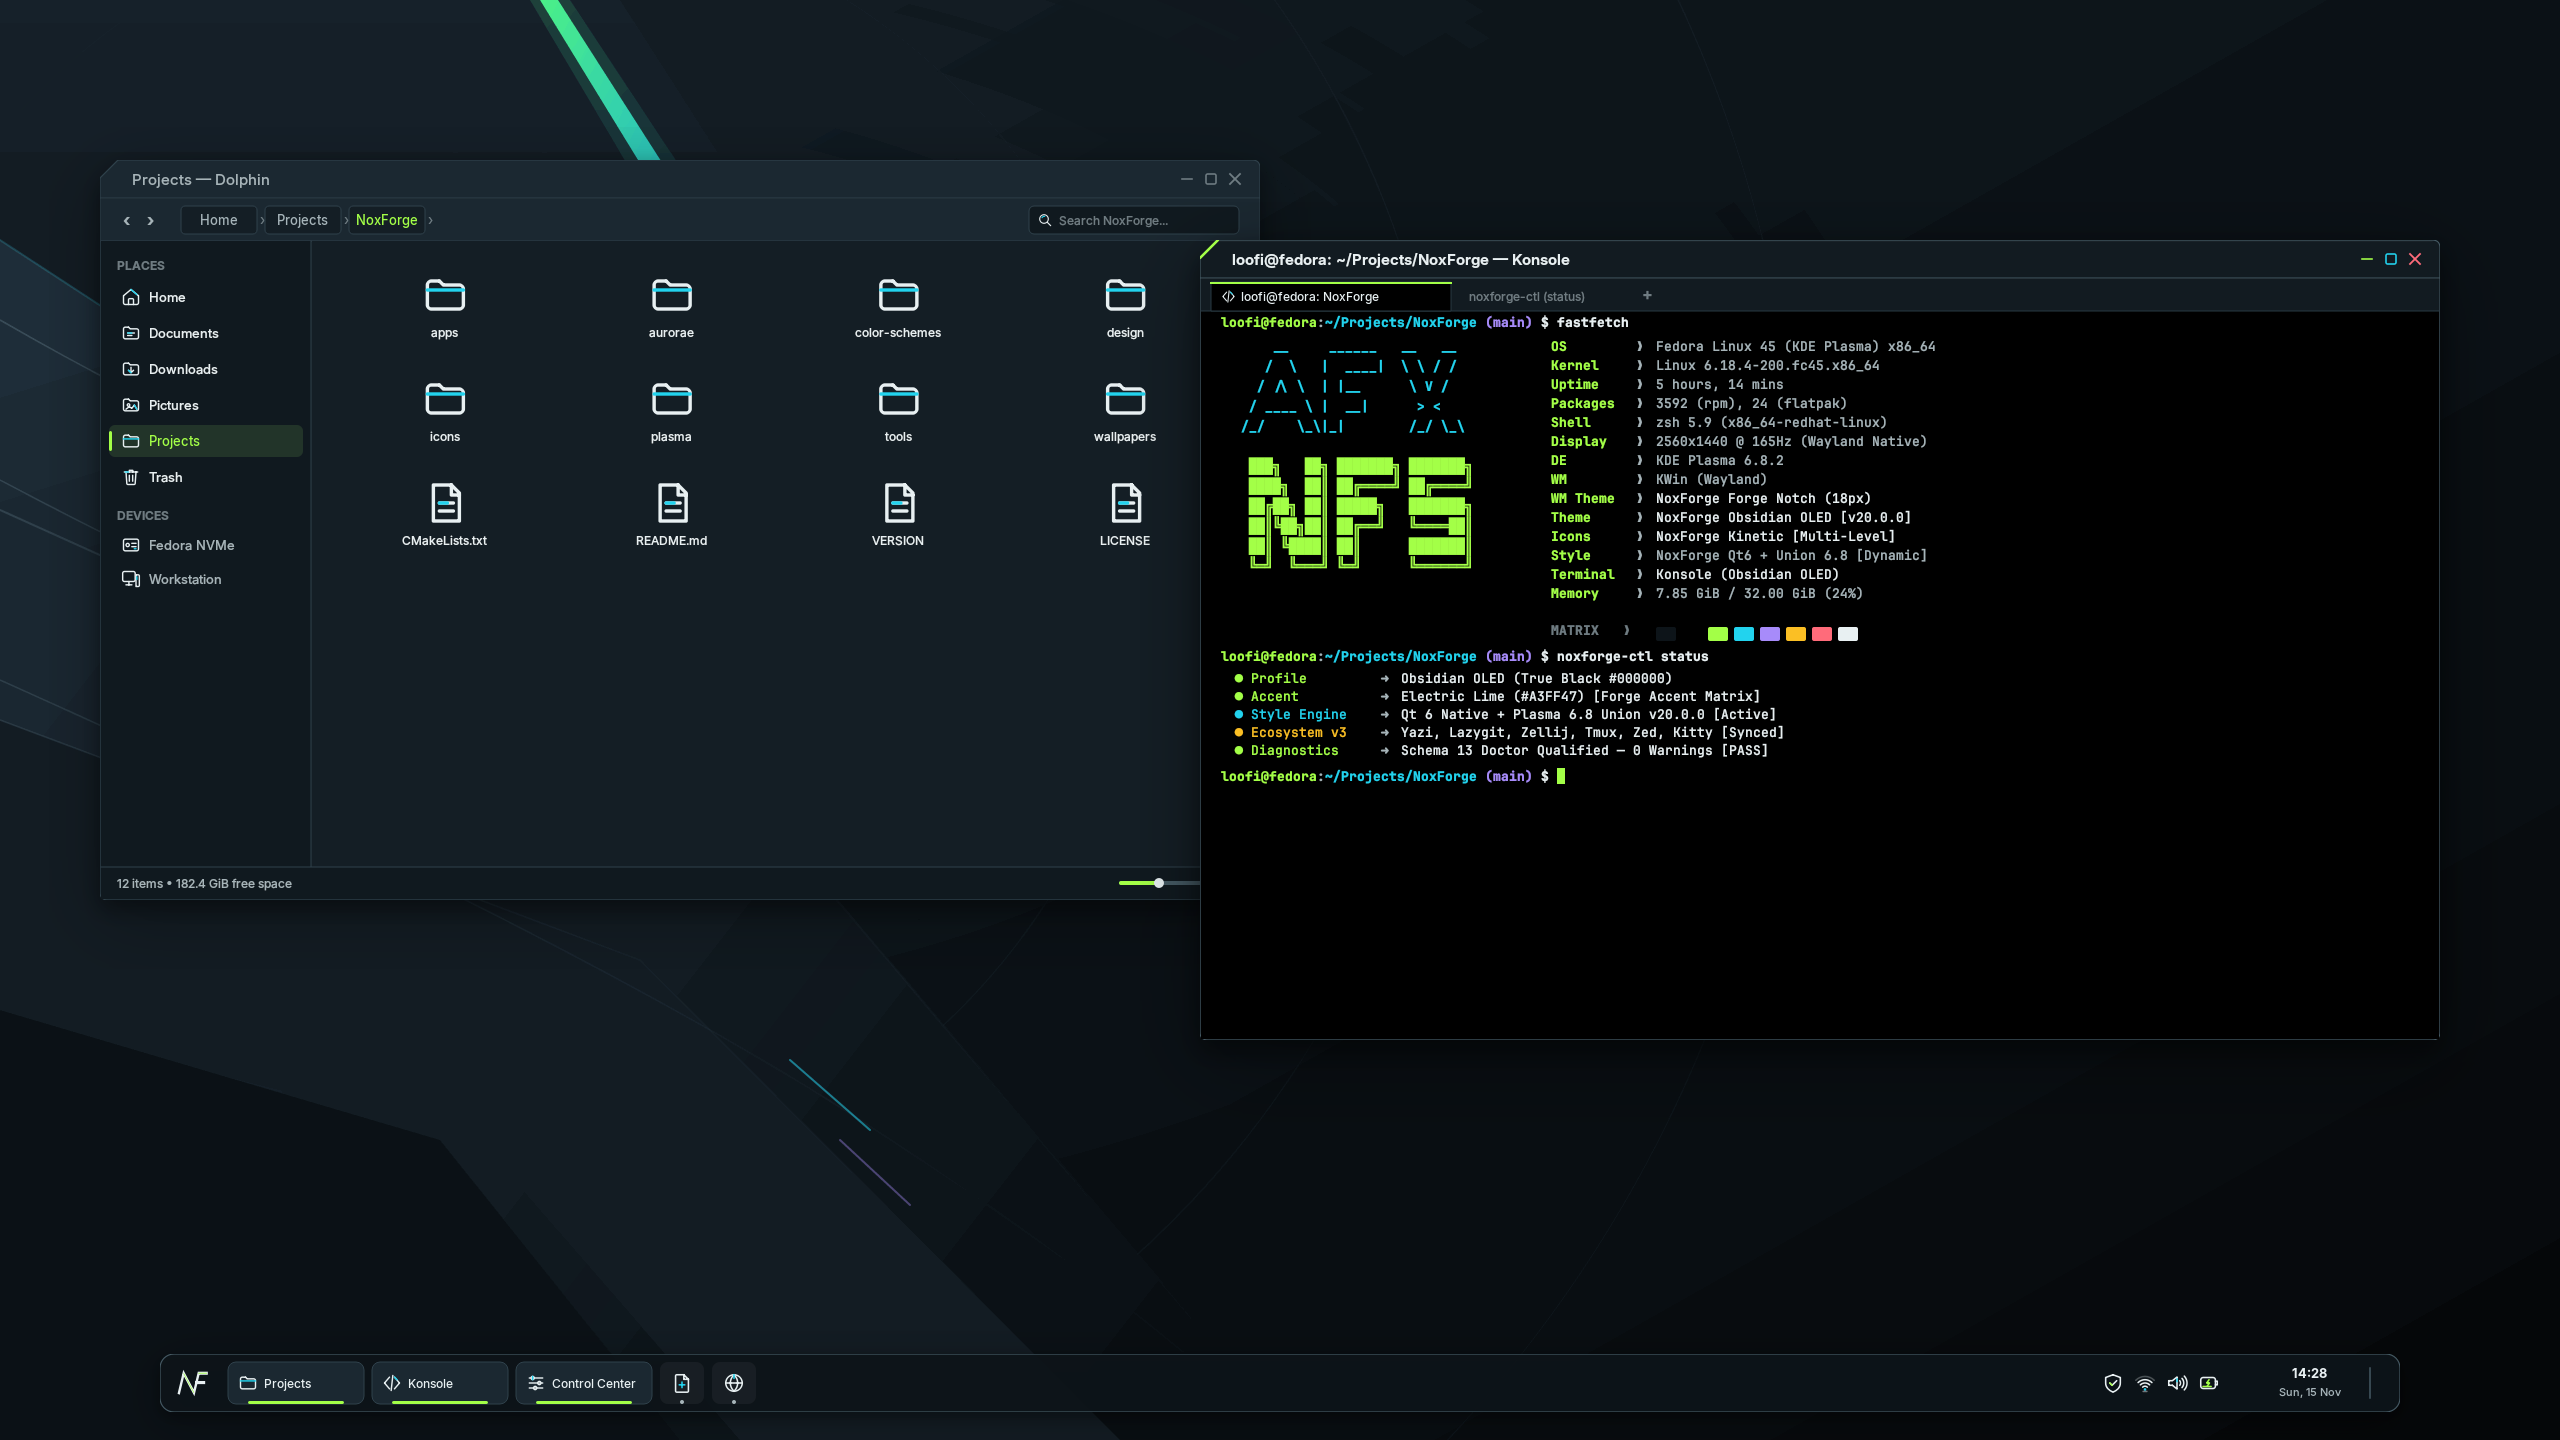 Projects — Dolphin
‹ › Home › Projects › NoxForge ›
Search NoxForge...
PLACES
Home
Documents
Downloads
Pictures
Projects
Trash
DEVICES
Fedora NVMe
Workstation
apps aurorae color-schemes design
icons plasma tools wallpapers
CMakeLists.txt README.md VERSION LICENSE
12 items • 182.4 GiB free space
loofi@fedora: ~/Projects/NoxForge — Konsole
loofi@fedora: NoxForge noxforge-ctl (status) +
loofi@fedora:~/Projects/NoxForge (main) $ fastfetch
OS ❯ Fedora Linux 45 (KDE Plasma) x86_64
Kernel ❯ Linux 6.18.4-200.fc45.x86_64
Uptime ❯ 5 hours, 14 mins
Packages ❯ 3592 (rpm), 24 (flatpak)
Shell ❯ zsh 5.9 (x86_64-redhat-linux)
Display ❯ 2560x1440 @ 165Hz (Wayland Native)
DE ❯ KDE Plasma 6.8.2
WM ❯ KWin (Wayland)
WM Theme ❯ NoxForge Forge Notch (18px)
Theme ❯ NoxForge Obsidian OLED [v20.0.0]
Icons ❯ NoxForge Kinetic [Multi-Level]
Style ❯ NoxForge Qt6 + Union 6.8 [Dynamic]
Terminal ❯ Konsole (Obsidian OLED)
Memory ❯ 7.85 GiB / 32.00 GiB (24%)
MATRIX ❯
loofi@fedora:~/Projects/NoxForge (main) $ noxforge-ctl status
● Profile → Obsidian OLED (True Black #000000)
● Accent → Electric Lime (#A3FF47) [Forge Accent Matrix]
● Style Engine → Qt 6 Native + Plasma 6.8 Union v20.0.0 [Active]
● Ecosystem v3 → Yazi, Lazygit, Zellij, Tmux, Zed, Kitty [Synced]
● Diagnostics → Schema 13 Doctor Qualified — 0 Warnings [PASS]
loofi@fedora:~/Projects/NoxForge (main) $
NF Projects Konsole Control Center
14:28
Sun, 15 Nov